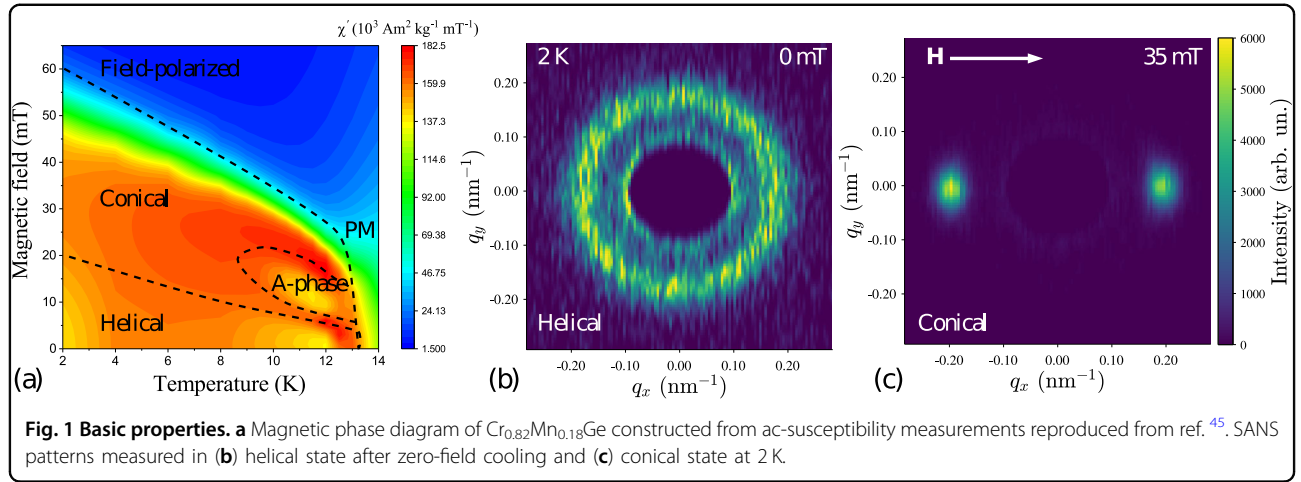 χ′ (10³ Am² kg⁻¹ mT⁻¹)
Magnetic field (mT)
60
50
40
30
20
10
0
2
4
6
8
10
12
14
Temperature (K)
Field-polarized
Conical
PM
A-phase
Helical
(a)
182.5
159.9
137.3
114.6
92.00
69.38
46.75
24.13
1.500
2 K
0 mT
0.20
0.10
0.00
-0.10
-0.20
q_y (nm⁻¹)
Helical
(b)
-0.20
-0.10
0.00
0.10
0.20
q_x (nm⁻¹)
H
35 mT
0.20
0.10
0.00
-0.10
-0.20
q_y (nm⁻¹)
Conical
(c)
-0.20
-0.10
0.00
0.10
0.20
q_x (nm⁻¹)
6000
5000
4000
3000
2000
1000
0
Intensity (arb. un.)
Fig. 1 Basic properties. a Magnetic phase diagram of Cr₀.₈₂Mn₀.₁₈Ge constructed from ac-susceptibility measurements reproduced from ref. ⁴⁵. SANS
patterns measured in (b) helical state after zero-field cooling and (c) conical state at 2 K.